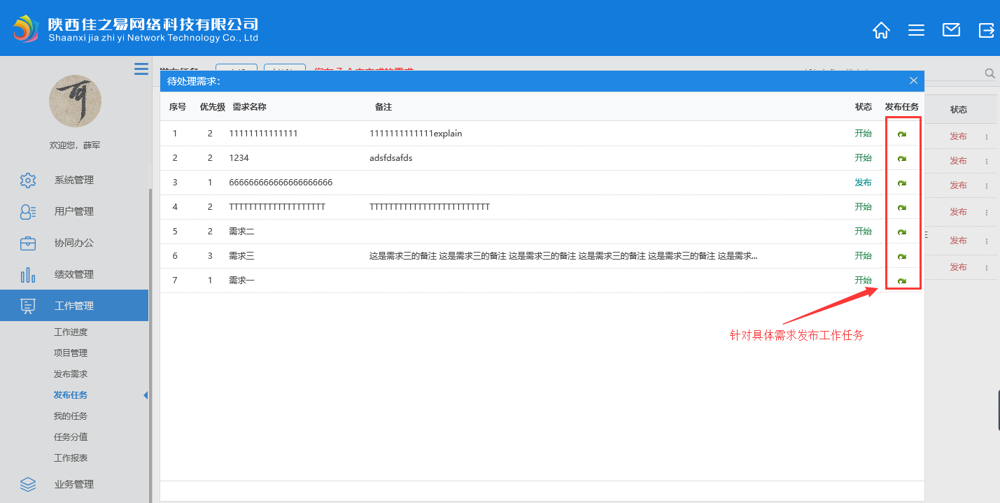 陕西佳之易网络科技有限公司
Shaanxi jia zhi yi Network Technology Co., Ltd
欢迎您，薛军
系统管理
用户管理
协同办公
绩效管理
工作管理
工作进度
项目管理
发布需求
发布任务
我的任务
任务分值
工作报表
业务管理
待处理需求：
序号 优先级 需求名称 备注 状态 发布任务
1 2 11111111111111 1111111111111explain 开始
2 2 1234 adsfdsafds 开始
3 1 666666666666666666666 发布
4 2 TTTTTTTTTTTTTTTTTTTT TTTTTTTTTTTTTTTTTTTTTTTTT 开始
5 2 需求二 开始
6 3 需求三 这是需求三的备注 这是需求三的备注 这是需求三的备注 这是需求三的备注 这是需求三的备注 这是需求... 开始
7 1 需求一 开始
针对具体需求发布工作任务
状态
发布
发布
发布
发布
发布
发布